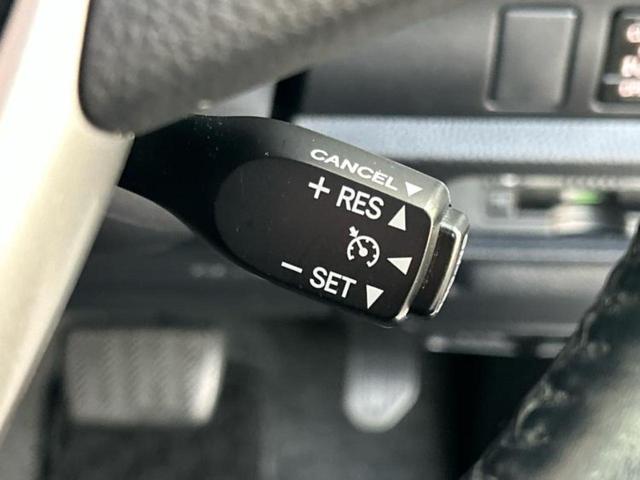 CANCEL ▼
+ RES ▲
◄
− SET ▼